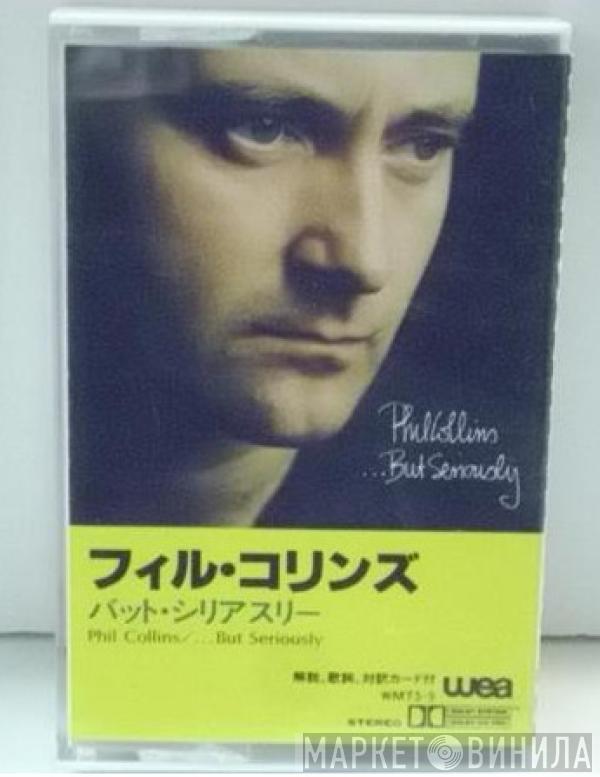 Phil Collins
...But Seriously
フィル・コリンズ
バット・シリアスリー
Phil Collins/...But Seriously
解説、歌詞、対訳カード付
wea
STEREO
МАРКЕТ ВИНИЛА